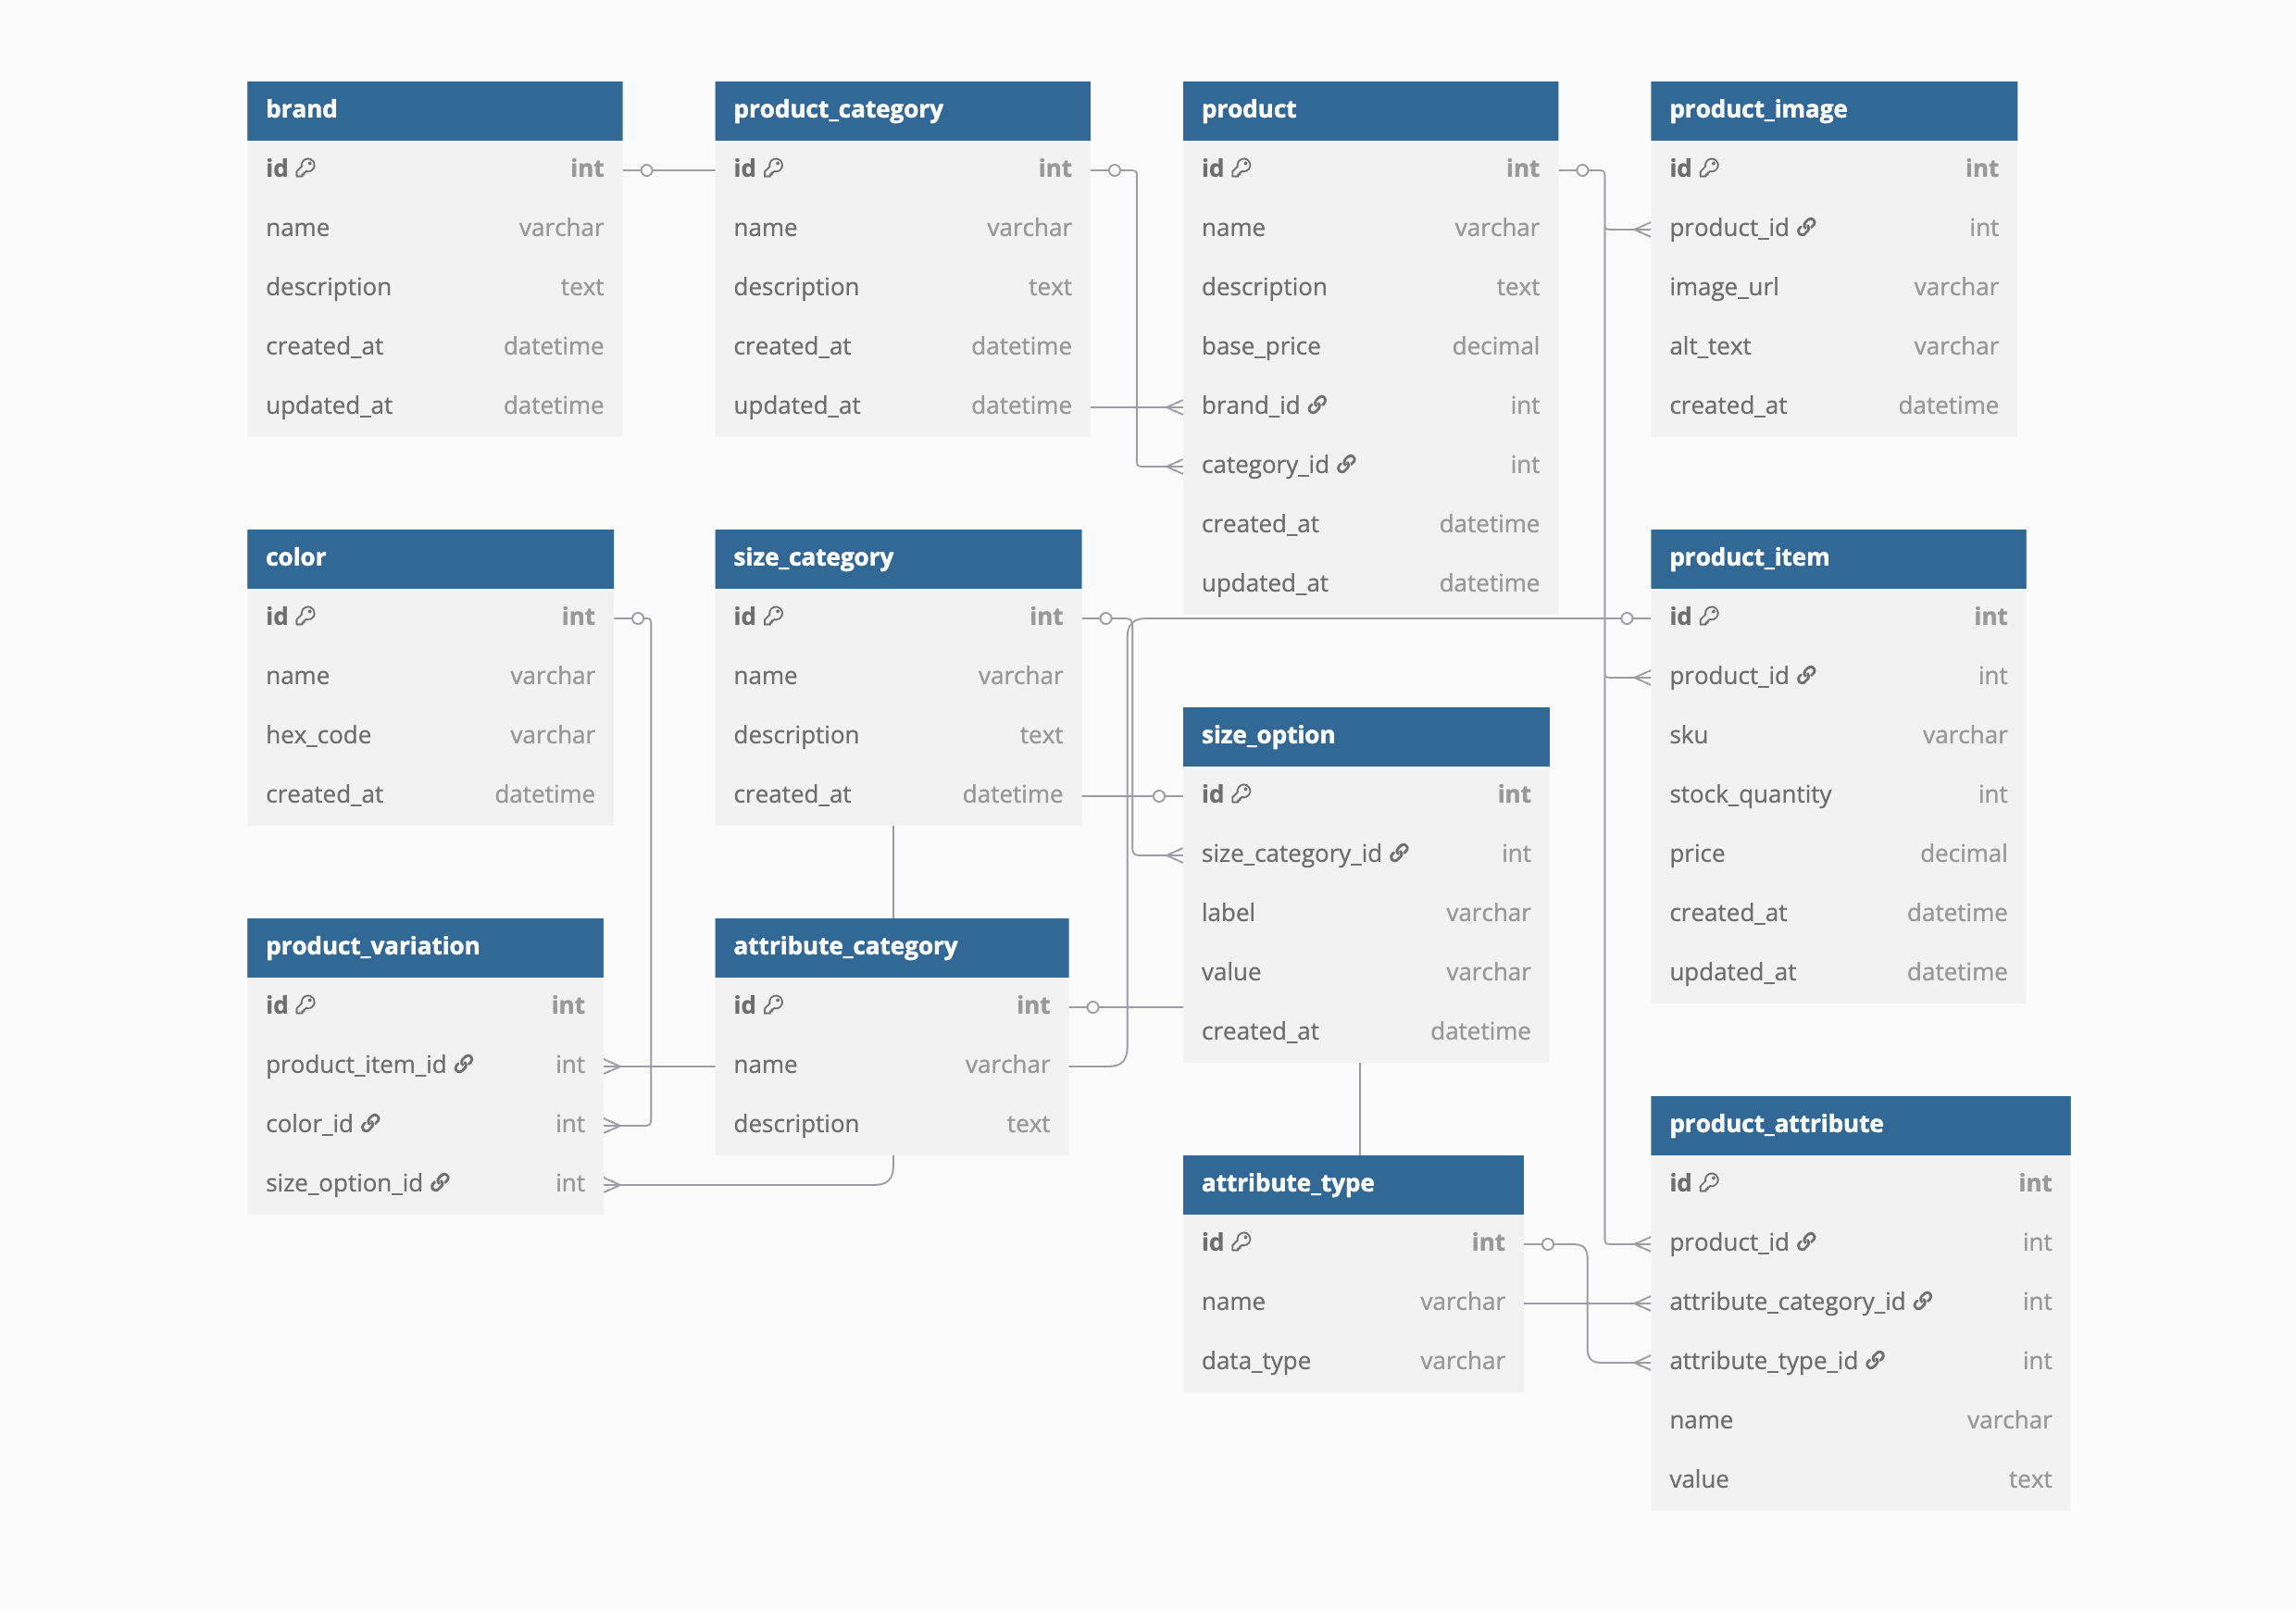 brand
id int
name varchar
description text
created_at datetime
updated_at datetime
product_category
id int
name varchar
description text
created_at datetime
updated_at datetime
product
id int
name varchar
description text
base_price decimal
brand_id int
category_id int
created_at datetime
updated_at datetime
product_image
id int
product_id int
image_url varchar
alt_text varchar
created_at datetime
color
id int
name varchar
hex_code varchar
created_at datetime
size_category
id int
name varchar
description text
created_at datetime
size_option
id int
size_category_id int
label varchar
value varchar
created_at datetime
product_item
id int
product_id int
sku varchar
stock_quantity int
price decimal
created_at datetime
updated_at datetime
product_variation
id int
product_item_id int
color_id int
size_option_id int
attribute_category
id int
name varchar
description text
attribute_type
id int
name varchar
data_type varchar
product_attribute
id int
product_id int
attribute_category_id int
attribute_type_id int
name varchar
value text